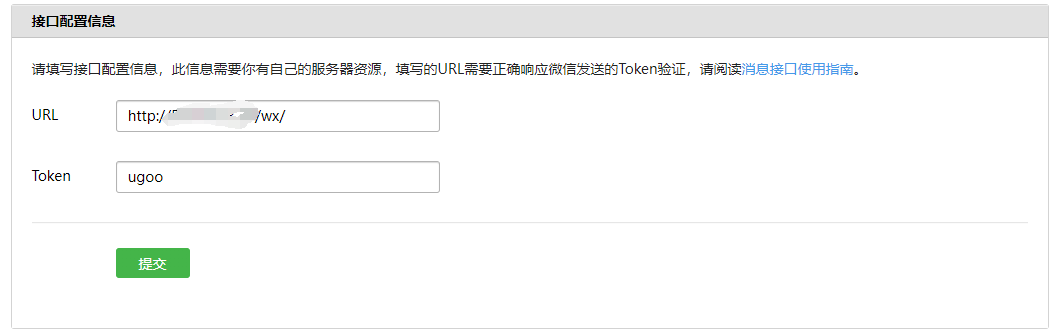 接口配置信息
请填写接口配置信息，此信息需要你有自己的服务器资源，填写的URL需要正确响应微信发送的Token验证，请阅读消息接口使用指南。
URL http:/ /wx/
Token ugoo
提交